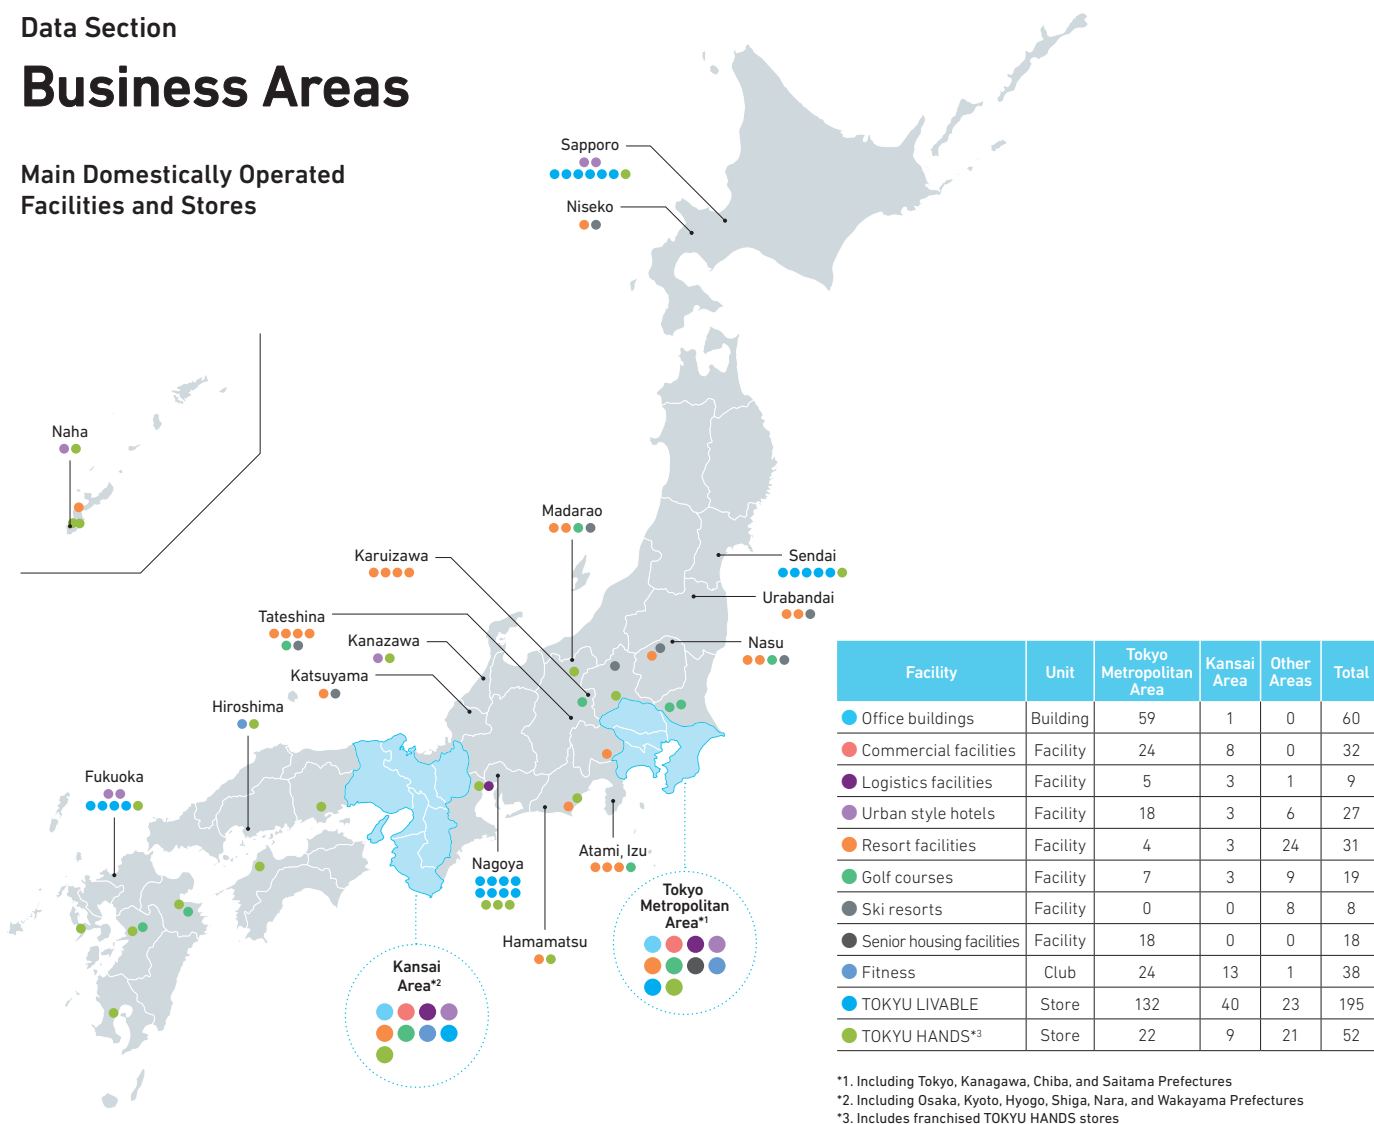 Data Section
Business Areas
Main Domestically Operated
Facilities and Stores
Sapporo
Niseko
Naha
Madarao
Karuizawa
Sendai
Urabandai
Tateshina
Kanazawa
Nasu
Katsuyama
Hiroshima
Fukuoka
Nagoya
Atami, Izu
Hamamatsu
Tokyo
Metropolitan
Area*1
Kansai
Area*2
Facility Unit Tokyo Metropolitan Area Kansai Area Other Areas Total
Office buildings Building 59 1 0 60
Commercial facilities Facility 24 8 0 32
Logistics facilities Facility 5 3 1 9
Urban style hotels Facility 18 3 6 27
Resort facilities Facility 4 3 24 31
Golf courses Facility 7 3 9 19
Ski resorts Facility 0 0 8 8
Senior housing facilities Facility 18 0 0 18
Fitness Club 24 13 1 38
TOKYU LIVABLE Store 132 40 23 195
TOKYU HANDS*3 Store 22 9 21 52
*1. Including Tokyo, Kanagawa, Chiba, and Saitama Prefectures
*2. Including Osaka, Kyoto, Hyogo, Shiga, Nara, and Wakayama Prefectures
*3. Includes franchised TOKYU HANDS stores